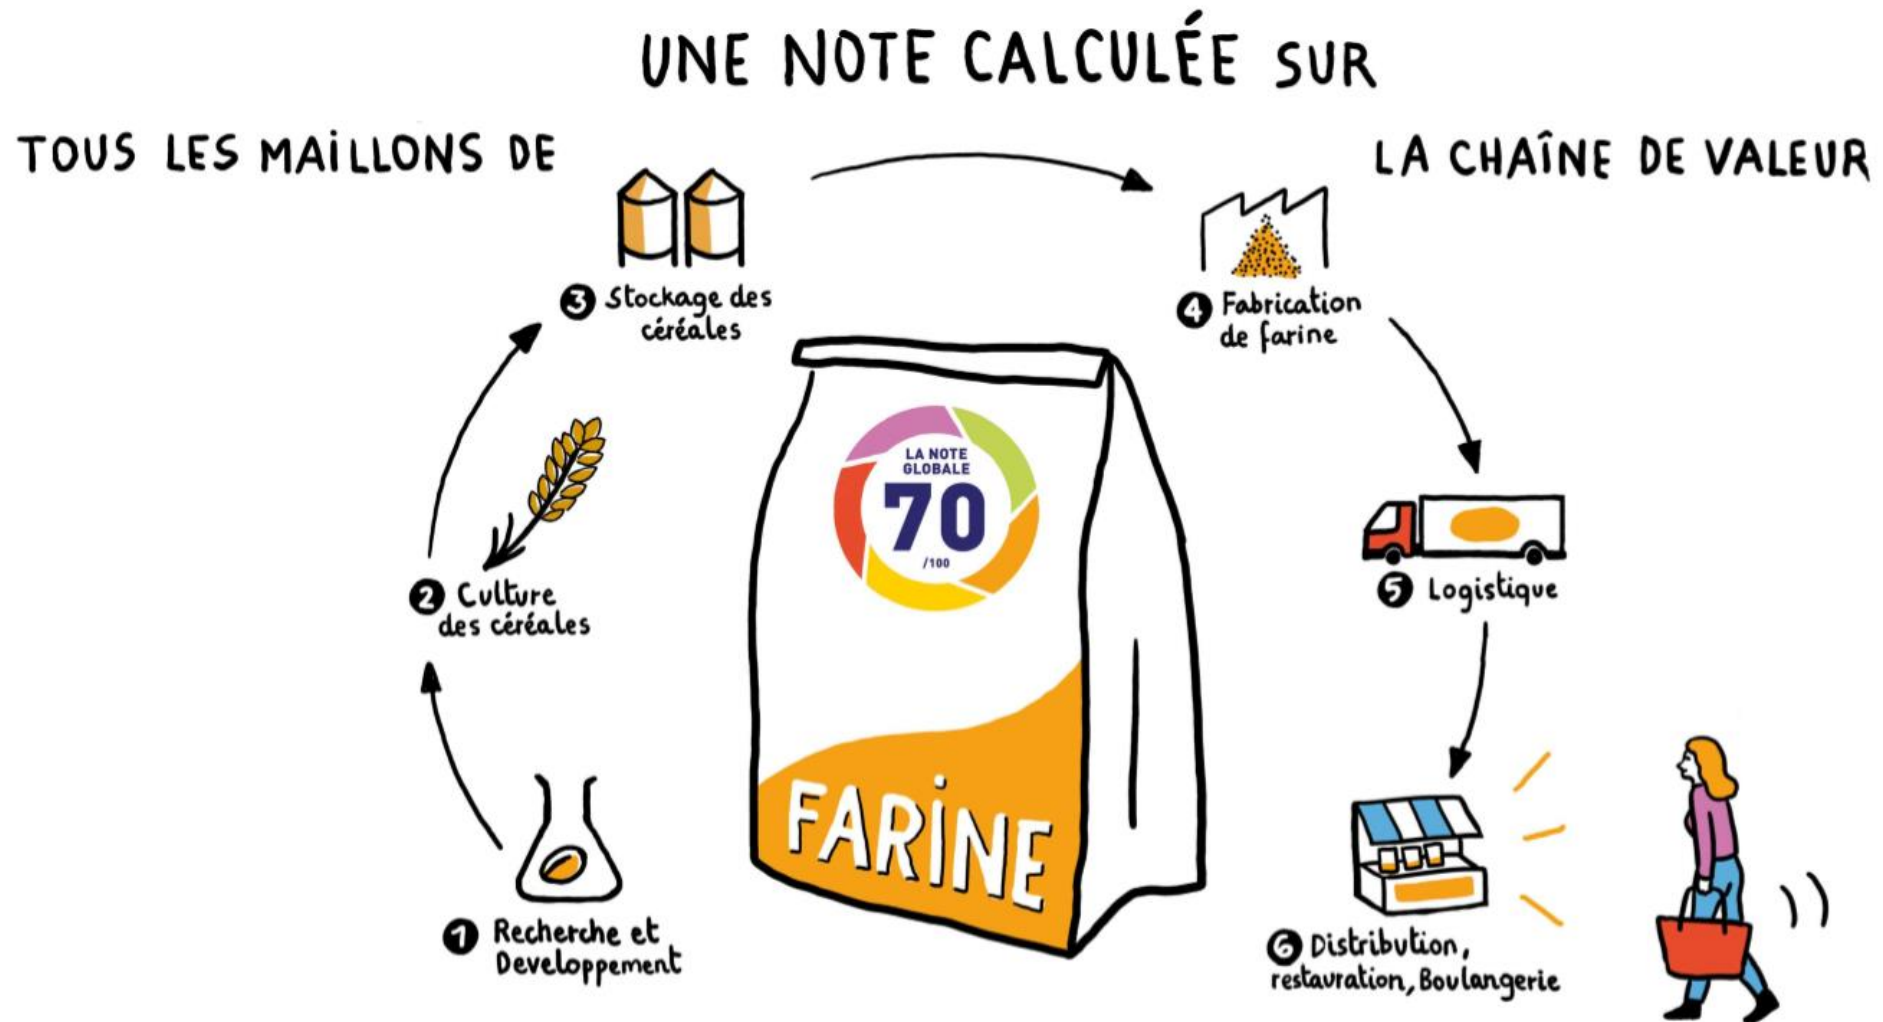 UNE NOTE CALCULÉE SUR
TOUS LES MAILLONS DE
LA CHAÎNE DE VALEUR
3 Stockage des
céréales
4 Fabrication
de farine
LA NOTE
GLOBALE
70
/100
2 Culture
des céréales
5 Logistique
FARINE
1 Recherche et
Developpement
6 Distribution,
restauration, Boulangerie